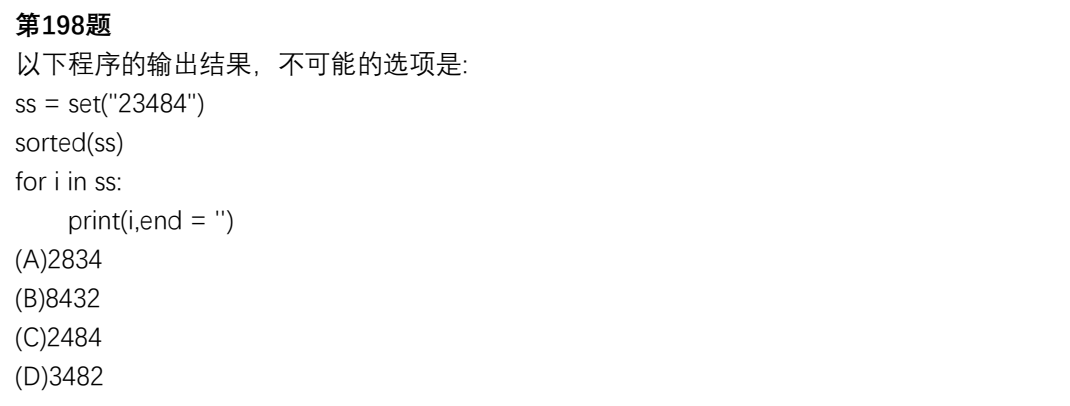 第198题
以下程序的输出结果，不可能的选项是:
ss = set("23484")
sorted(ss)
for i in ss:
    print(i,end = '')
(A)2834
(B)8432
(C)2484
(D)3482